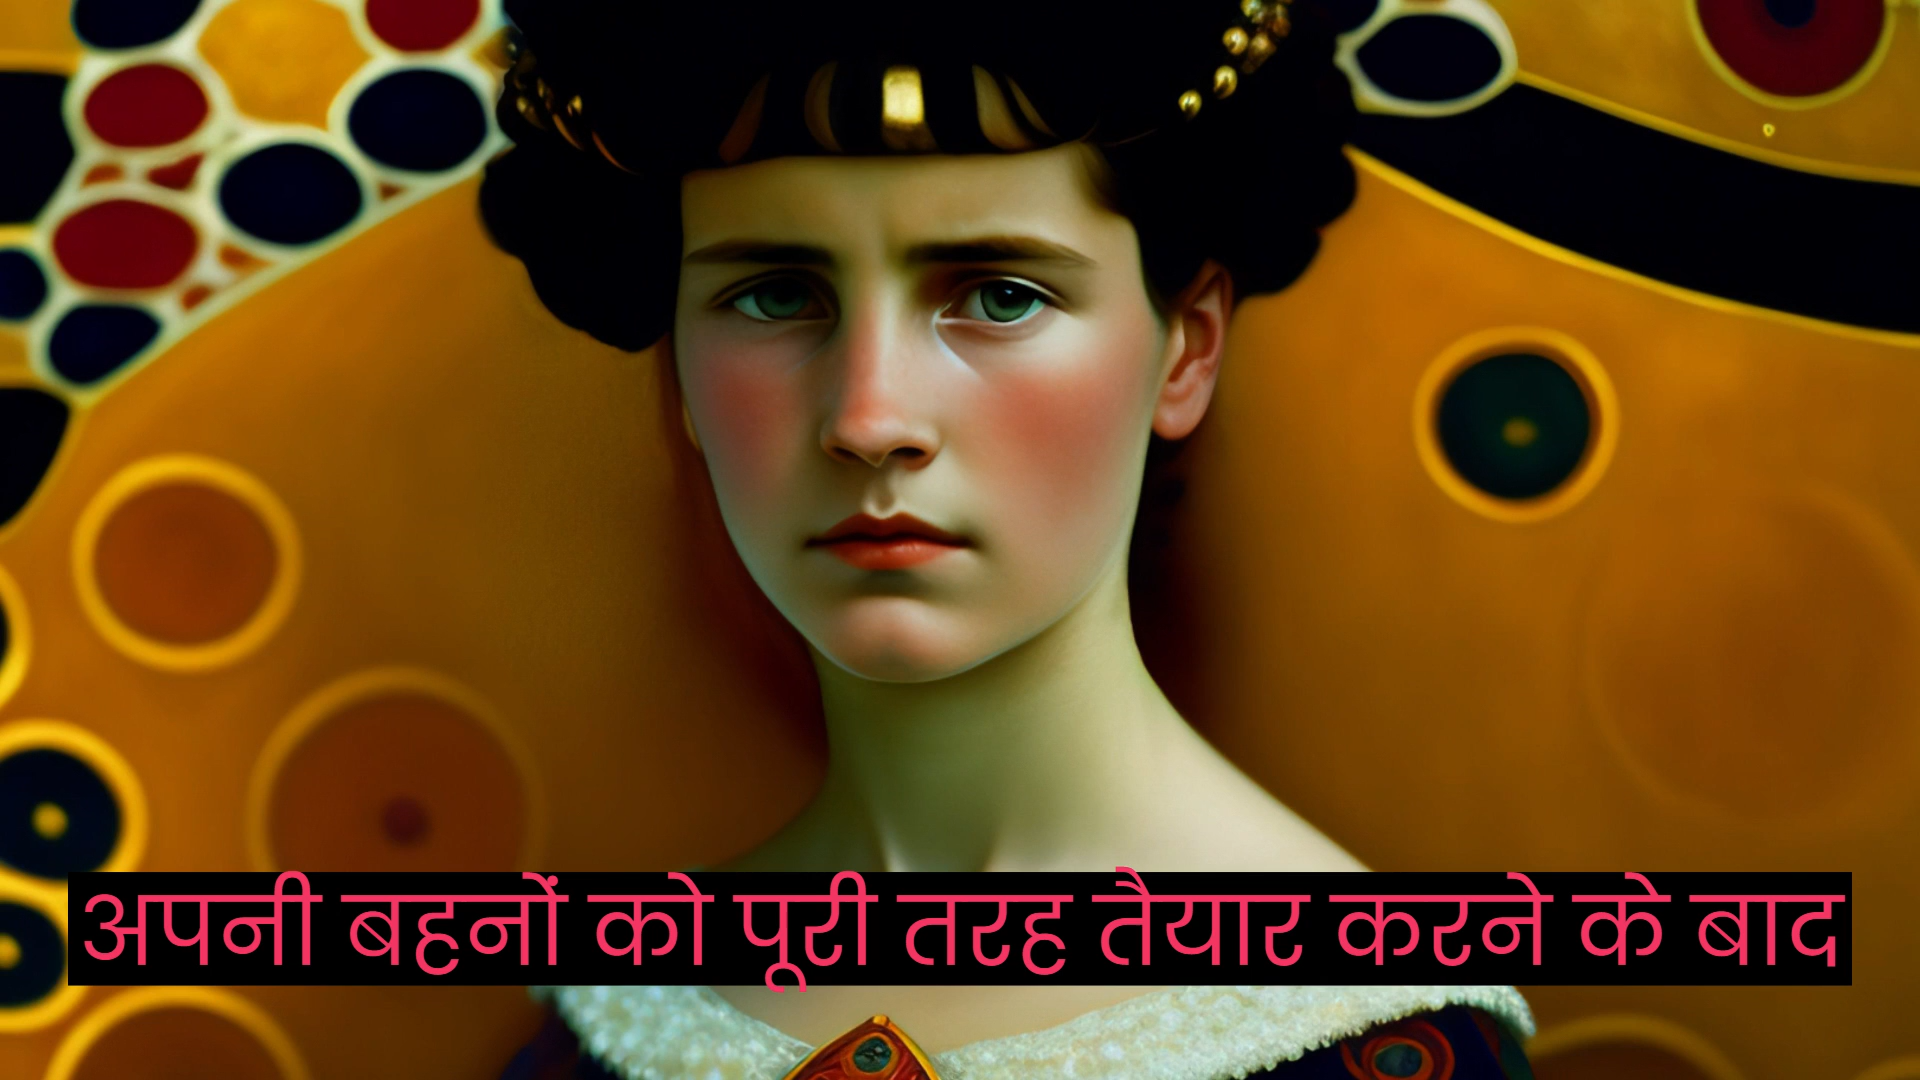 अपनी बहनों को पूरी तरह तैयार करने के बाद